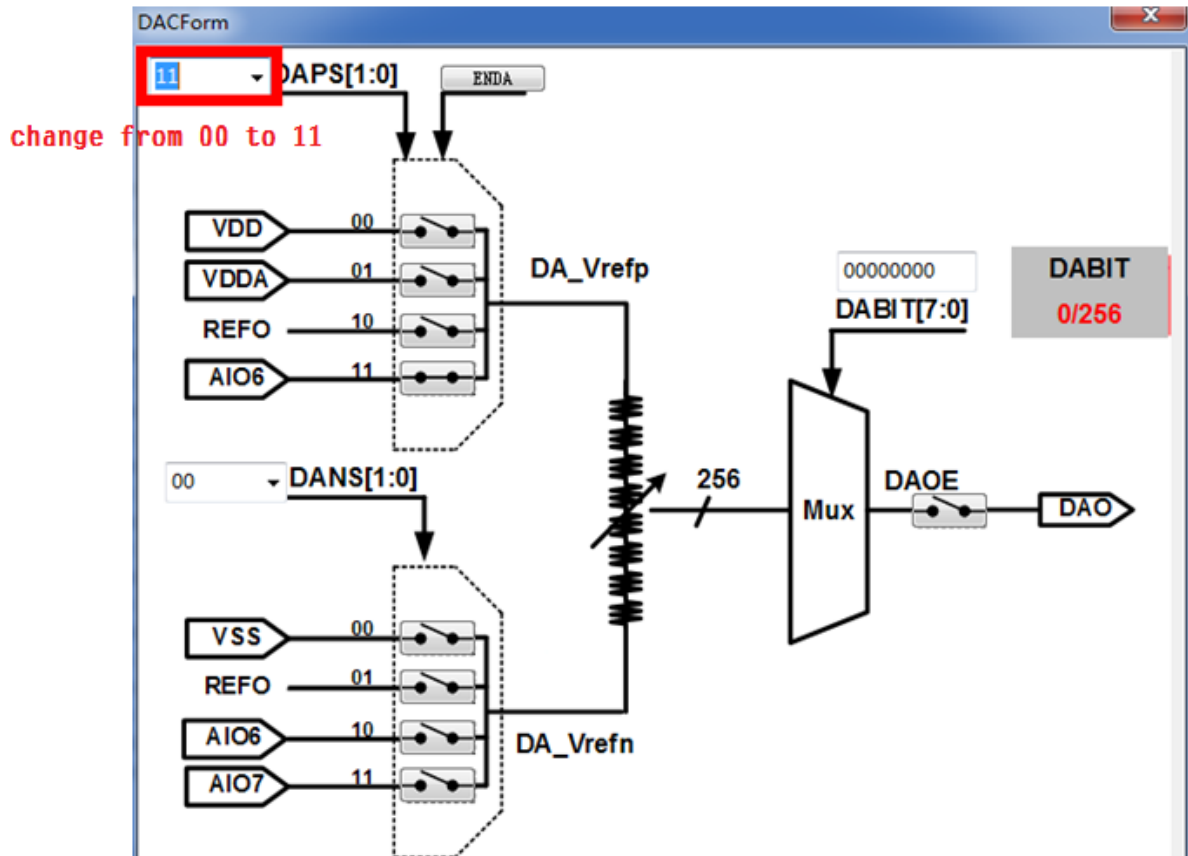 DACForm
x
11
DAPS[1:0]
ENDA
change from 00 to 11
VDD
00
VDDA
01
REFO
10
AIO6
11
DA_Vrefp
00000000
DABIT[7:0]
DABIT
0/256
00
DANS[1:0]
256
Mux
DAOE
DAO
VSS
00
REFO
01
AIO6
10
AIO7
11
DA_Vrefn